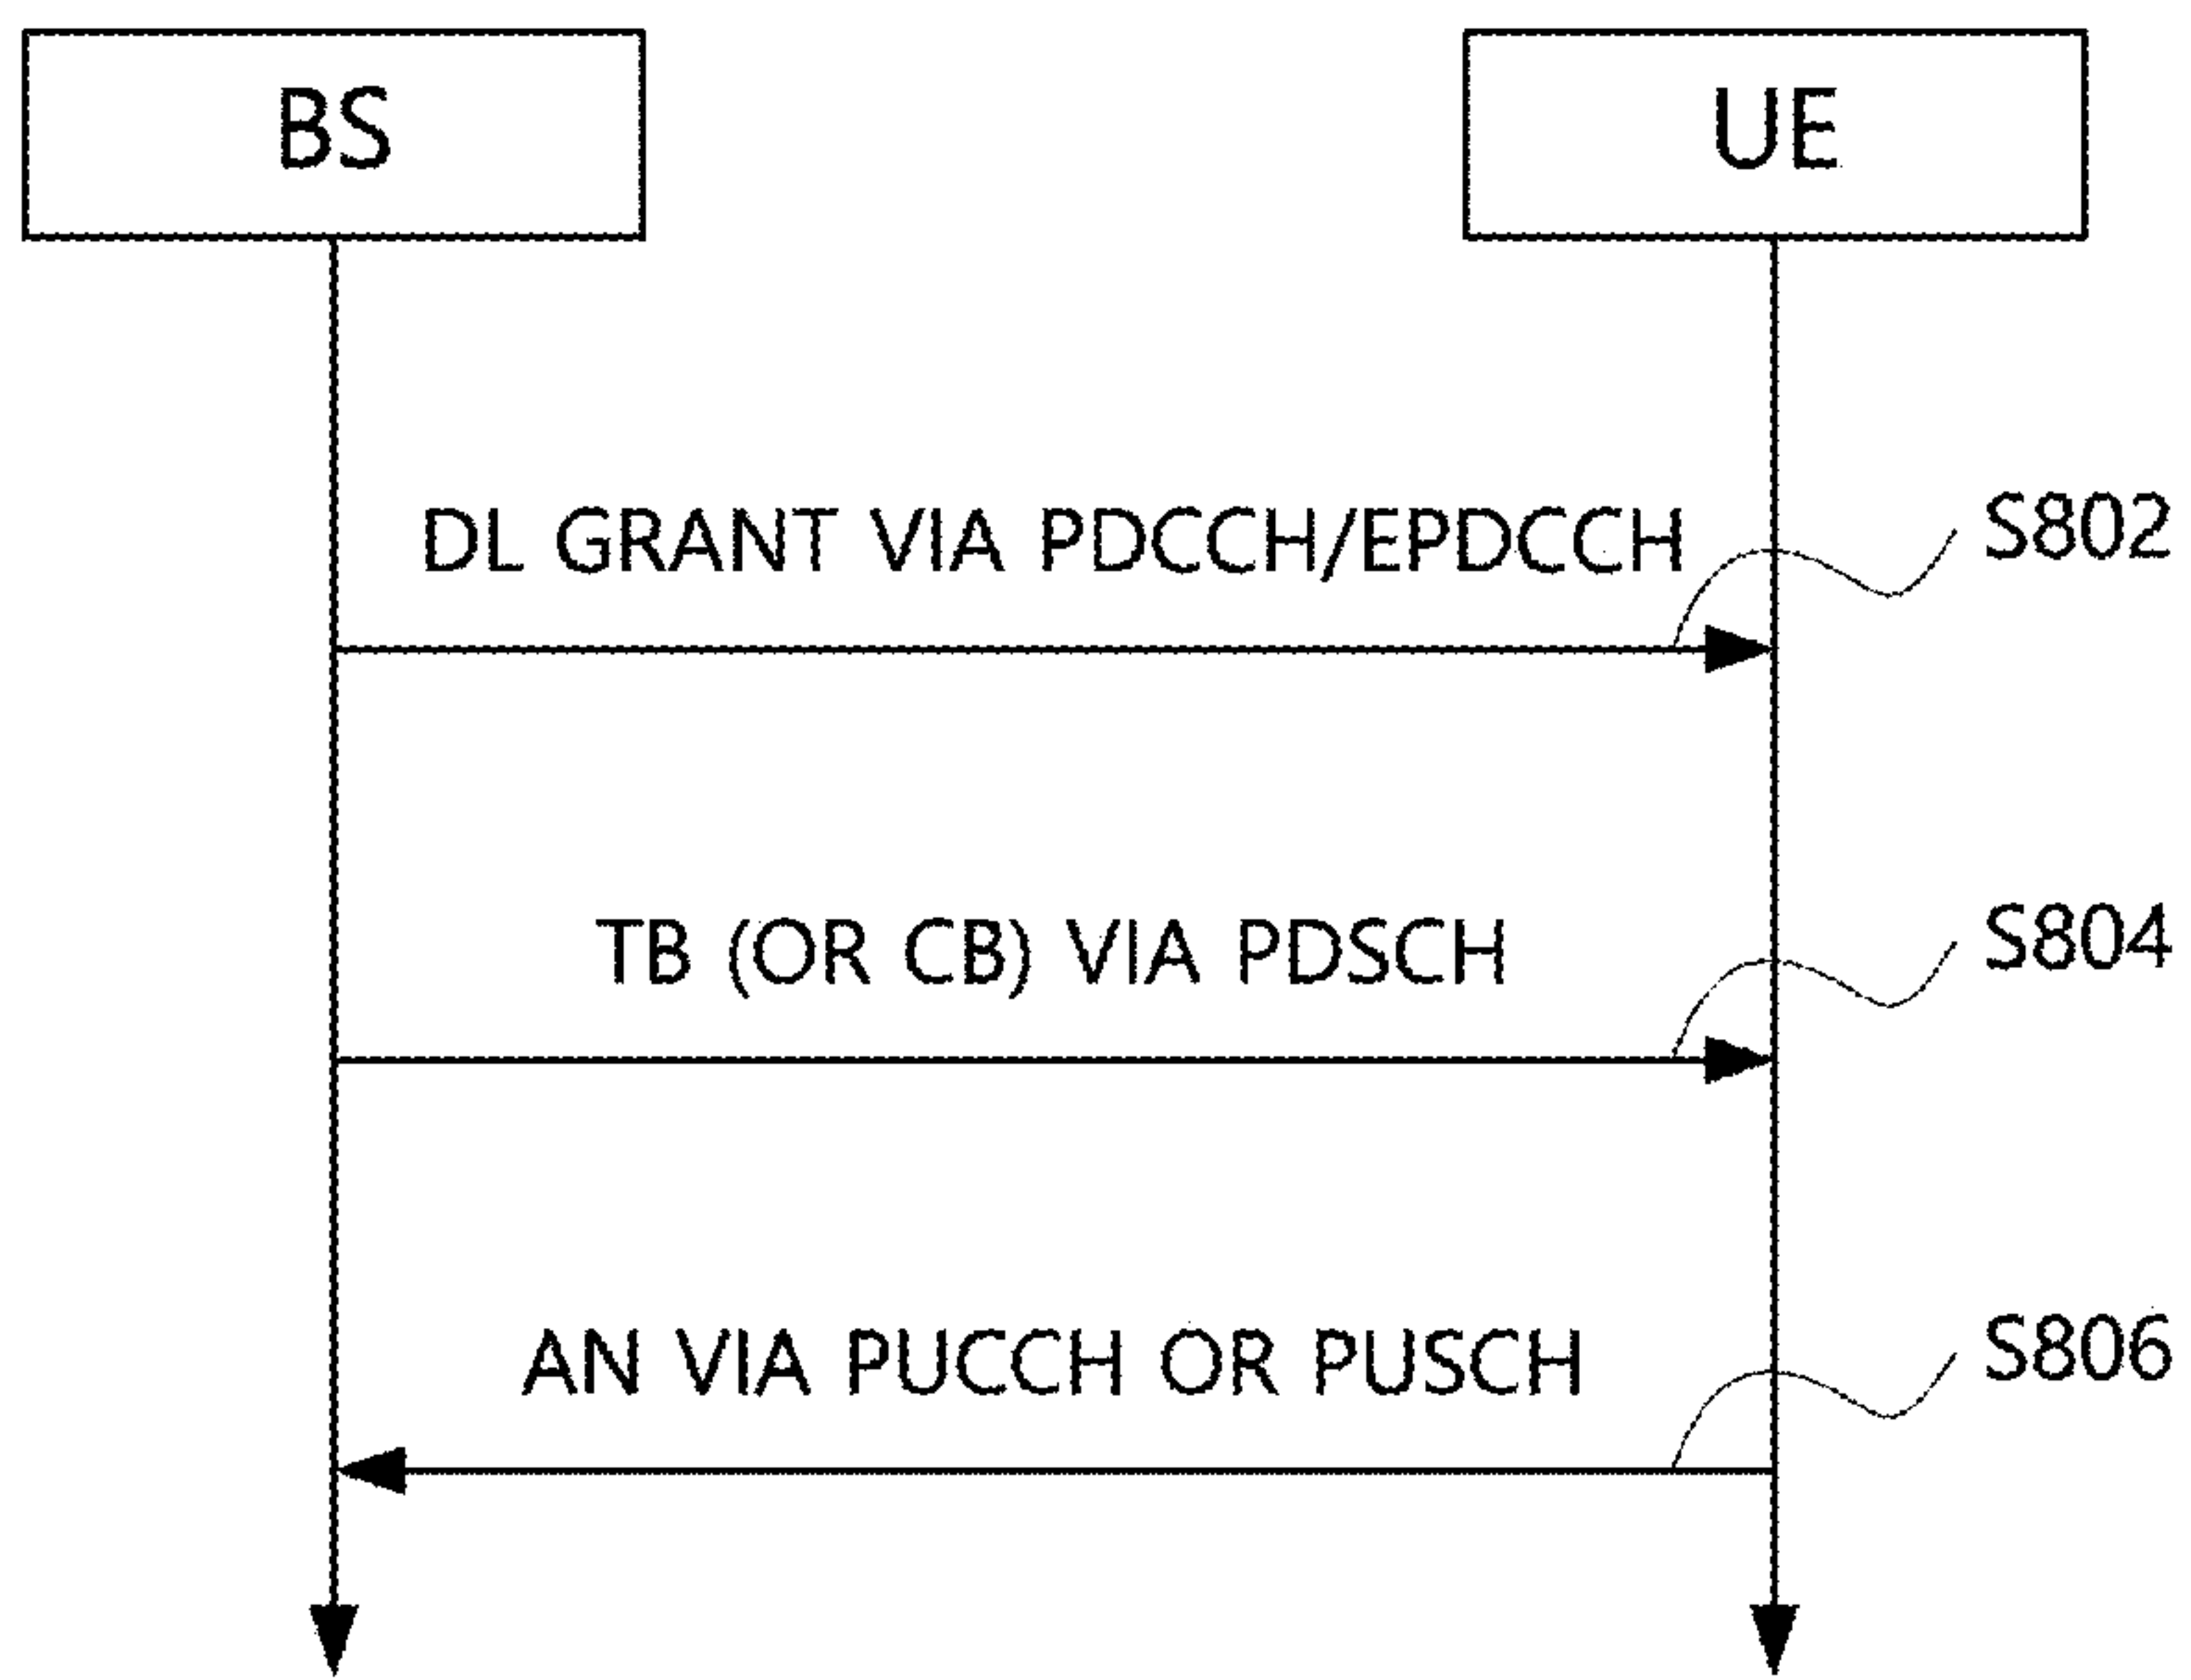 BS
UE
DL GRANT VIA PDCCH/EPDCCH
S802
TB (OR CB) VIA PDSCH
S804
AN VIA PUCCH OR PUSCH
S806